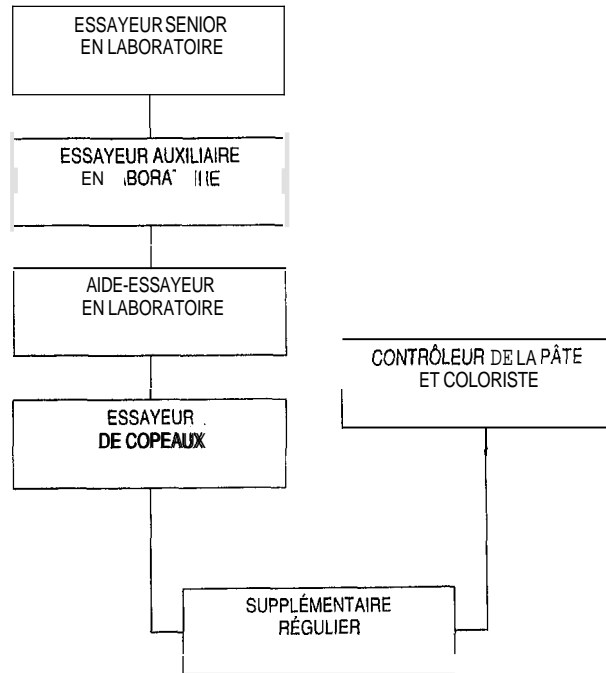 ESSAYEUR SENIOR
EN LABORATOIRE
ESSAYEUR AUXILIAIRE
EN
AIDE-ESSAYEUR
EN LABORATOIRE
CONTRÔLEUR DE LA PÂTE
ET COLORISTE
ESSAYEUR
DE COPEAUX
SUPPLÉMENTAIRE
RÉGULIER